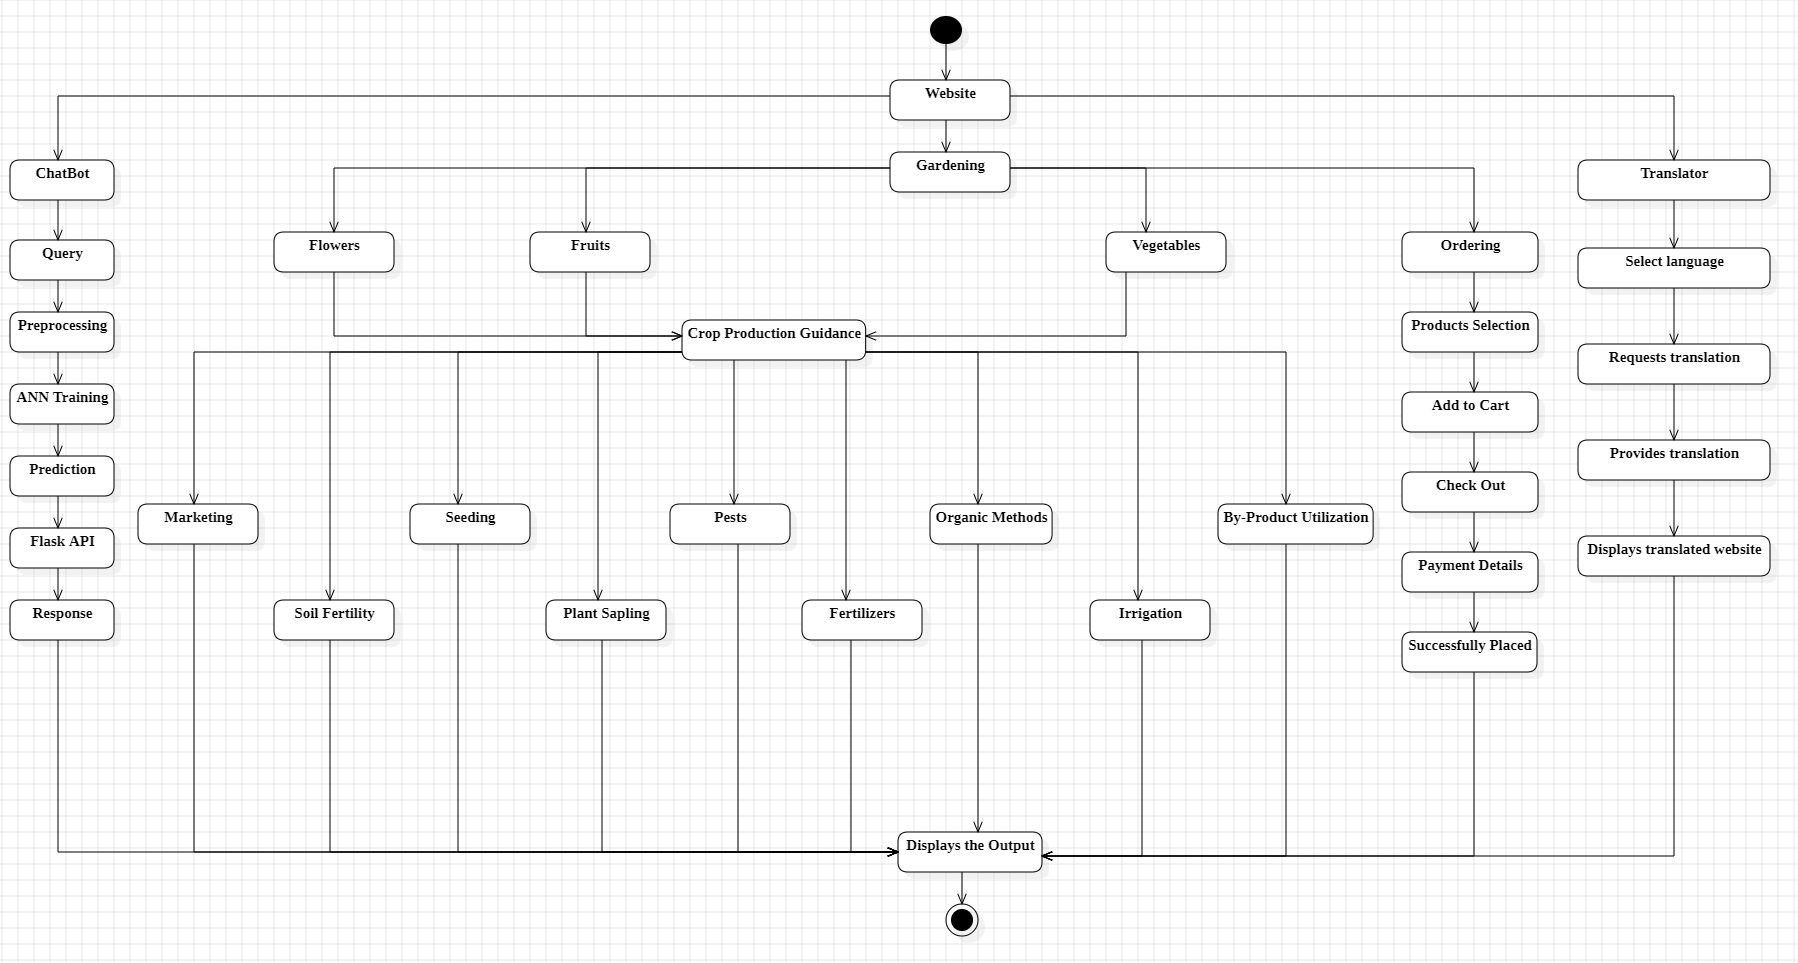 Website
Gardening
ChatBot
Translator
Flowers
Fruits
Vegetables
Ordering
Query
Select language
Preprocessing
Crop Production Guidance
Products Selection
Requests translation
ANN Training
Add to Cart
Prediction
Provides translation
Check Out
Marketing
Seeding
Pests
Organic Methods
By-Product Utilization
Flask API
Displays translated website
Payment Details
Response
Soil Fertility
Plant Sapling
Fertilizers
Irrigation
Successfully Placed
Displays the Output